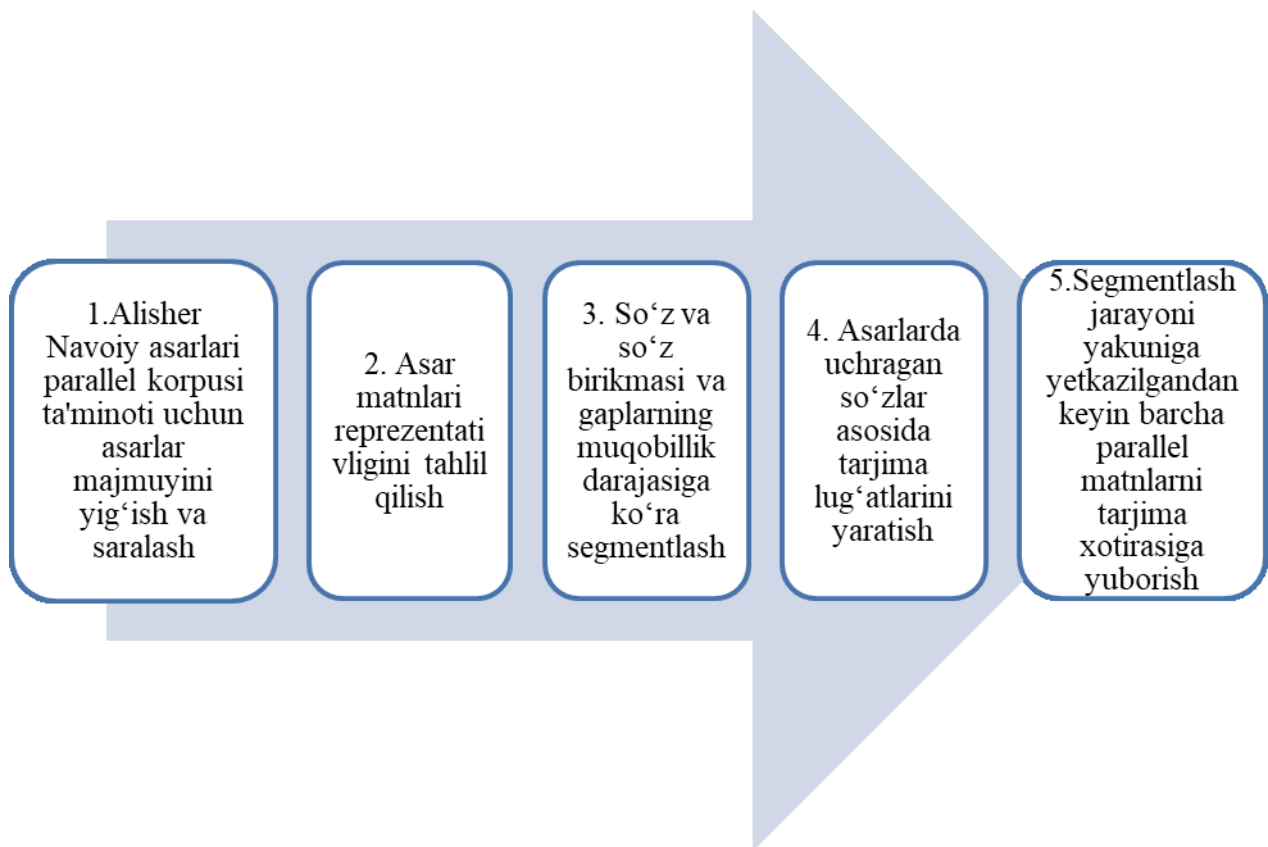 1.Alisher
Navoiy asarlari
parallel korpusi
ta'minoti uchun
asarlar
majmuyini
yig‘ish va
saralash
2. Asar
matnlari
reprezentati
vligini tahlil
qilish
3. So‘z va
so‘z
birikmasi va
gaplarning
muqobillik
darajasiga
ko‘ra
segmentlash
4. Asarlarda
uchragan
so‘zlar
asosida
tarjima
lug‘atlarini
yaratish
5.Segmentlash
jarayoni
yakuniga
yetkazilgandan
keyin barcha
parallel
matnlarni
tarjima
xotirasiga
yuborish